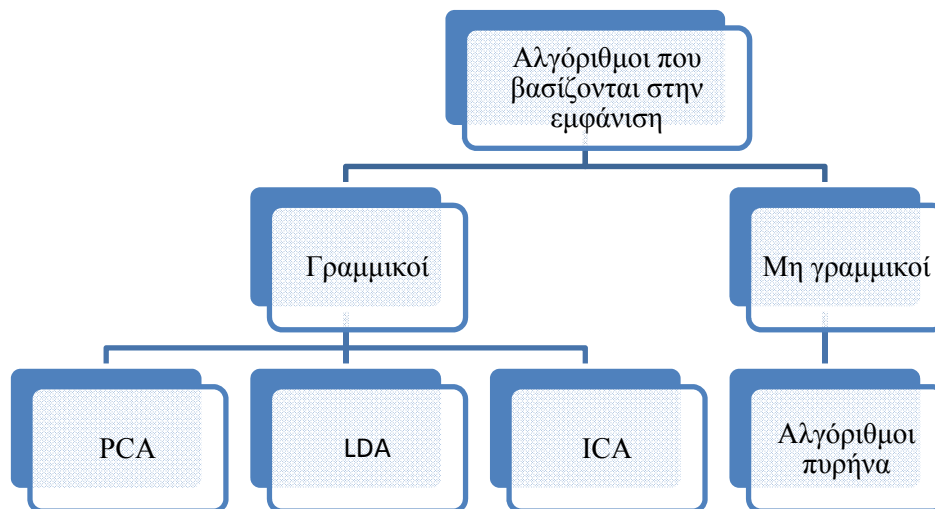 Αλγόριθμοι που
βασίζονται στην
εμφάνιση
Γραμμικοί
Μη γραμμικοί
PCA
LDA
ICA
Αλγόριθμοι
πυρήνα